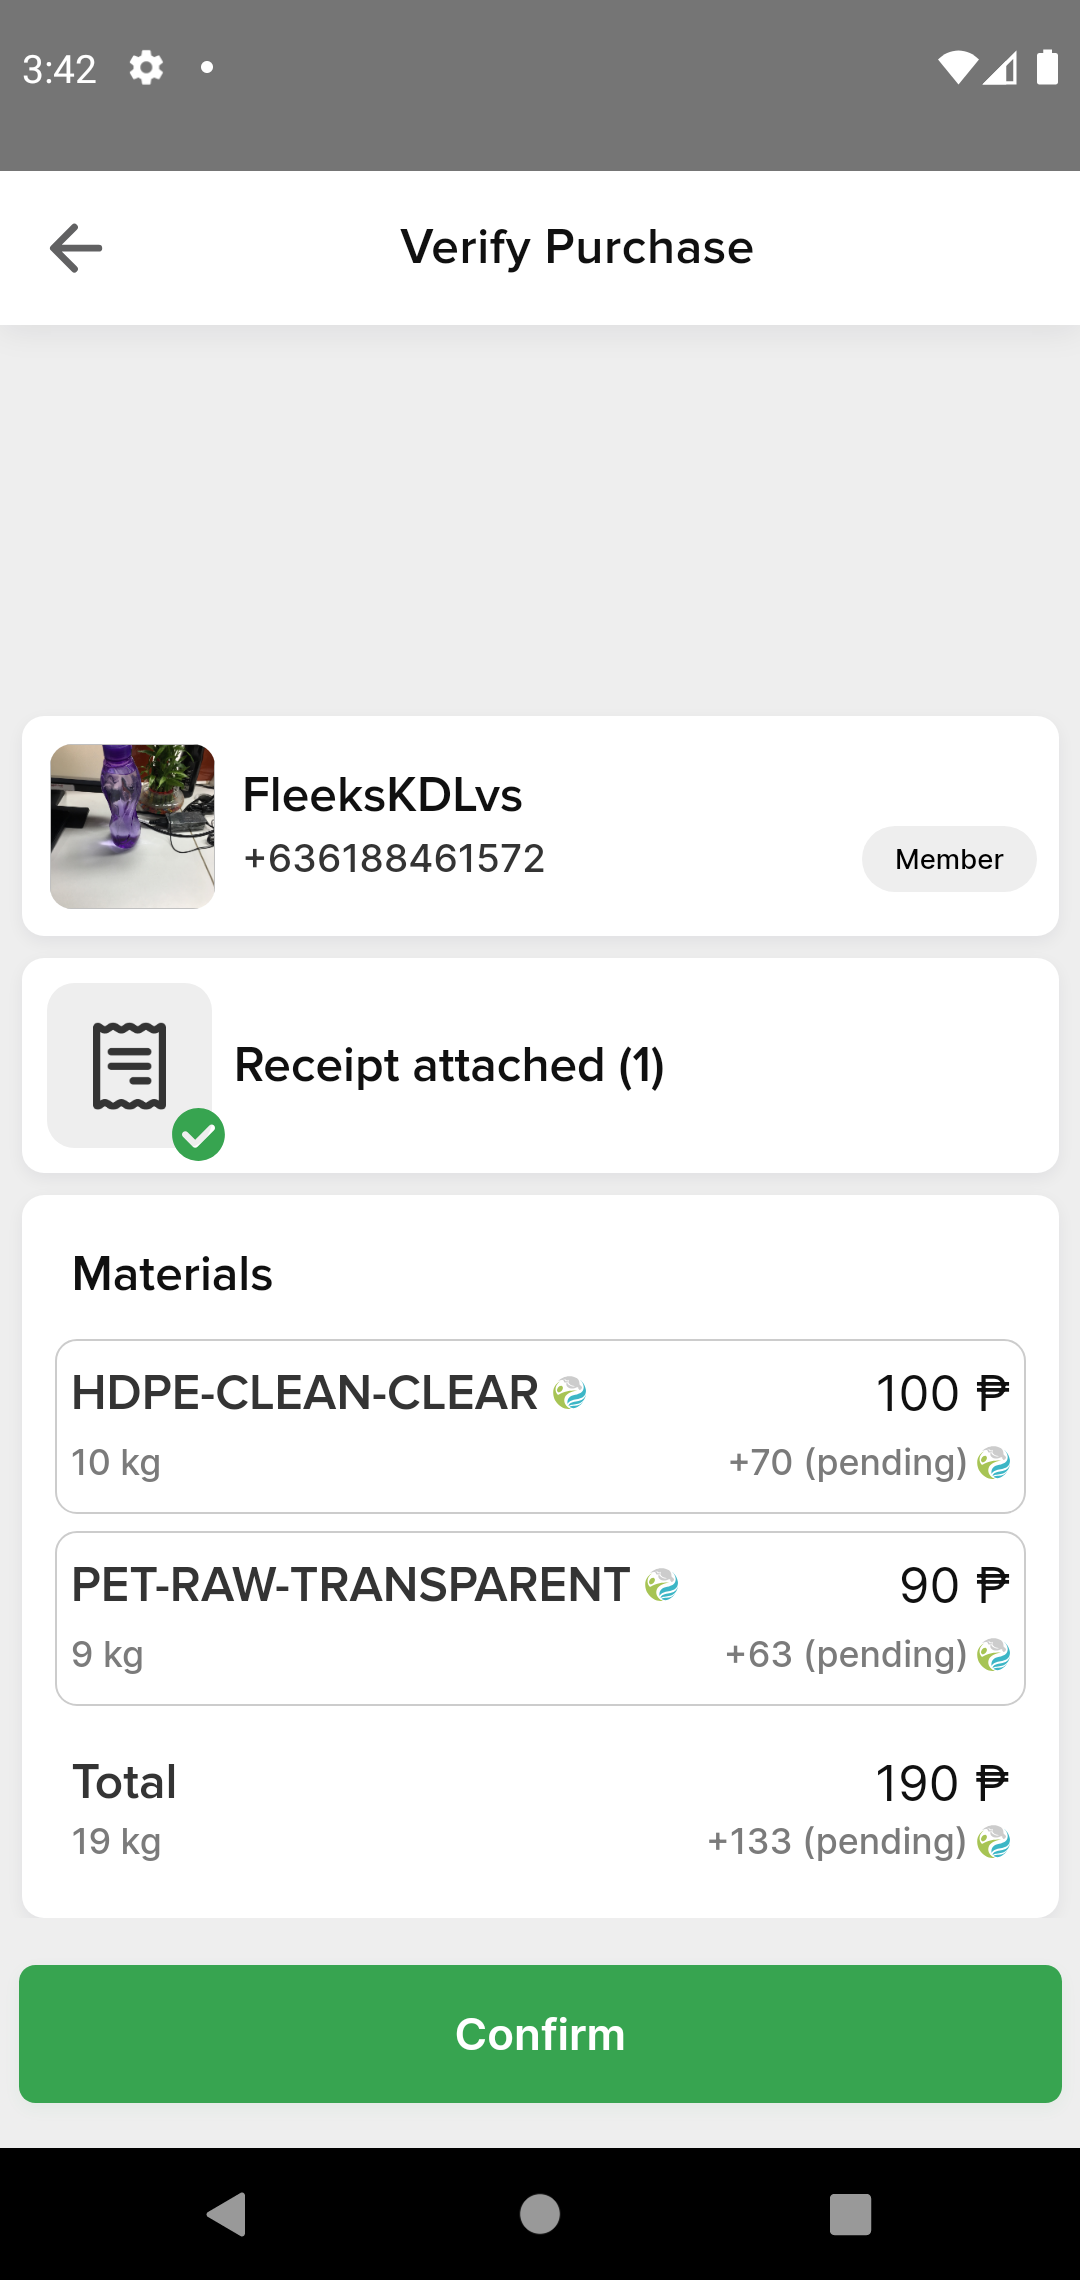 3:42
Verify Purchase
FleeksKDLvs
+636188461572
Member
Receipt attached (1)
Materials
HDPE-CLEAN-CLEAR 100 ₱
10 kg +70 (pending)
PET-RAW-TRANSPARENT 90 ₱
9 kg +63 (pending)
Total 190 ₱
19 kg +133 (pending)
Confirm